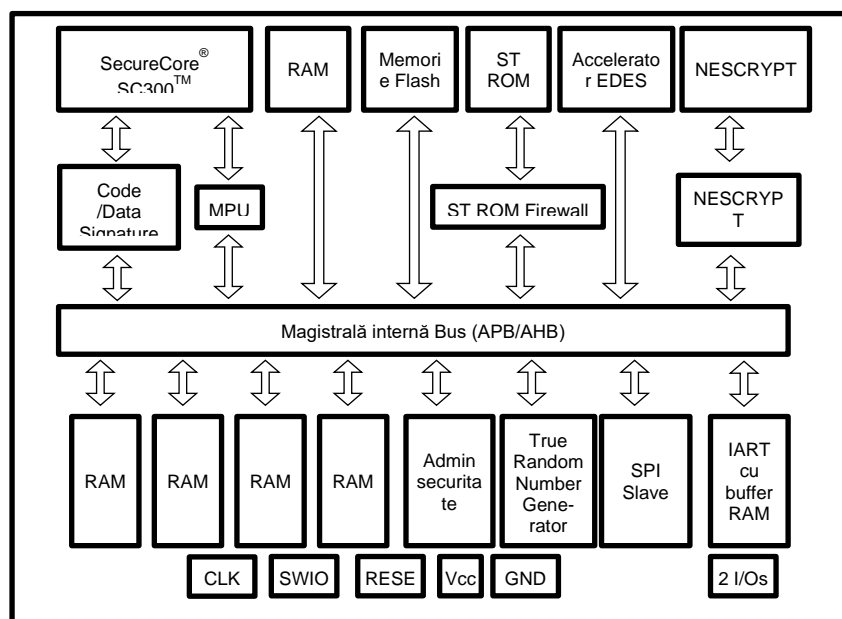 SecureCore®
SC300™
RAM
Memori
e Flash
ST
ROM
Accelerato
r EDES
NESCRYPT
Code
/Data
Signature
MPU
ST ROM Firewall
NESCRYP
T
Magistrală internă Bus (APB/AHB)
RAM
RAM
RAM
RAM
Admin
securita
te
True
Random
Number
Gene-
rator
SPI
Slave
IART
cu
buffer
RAM
CLK
SWIO
RESE
Vcc
GND
2 I/Os